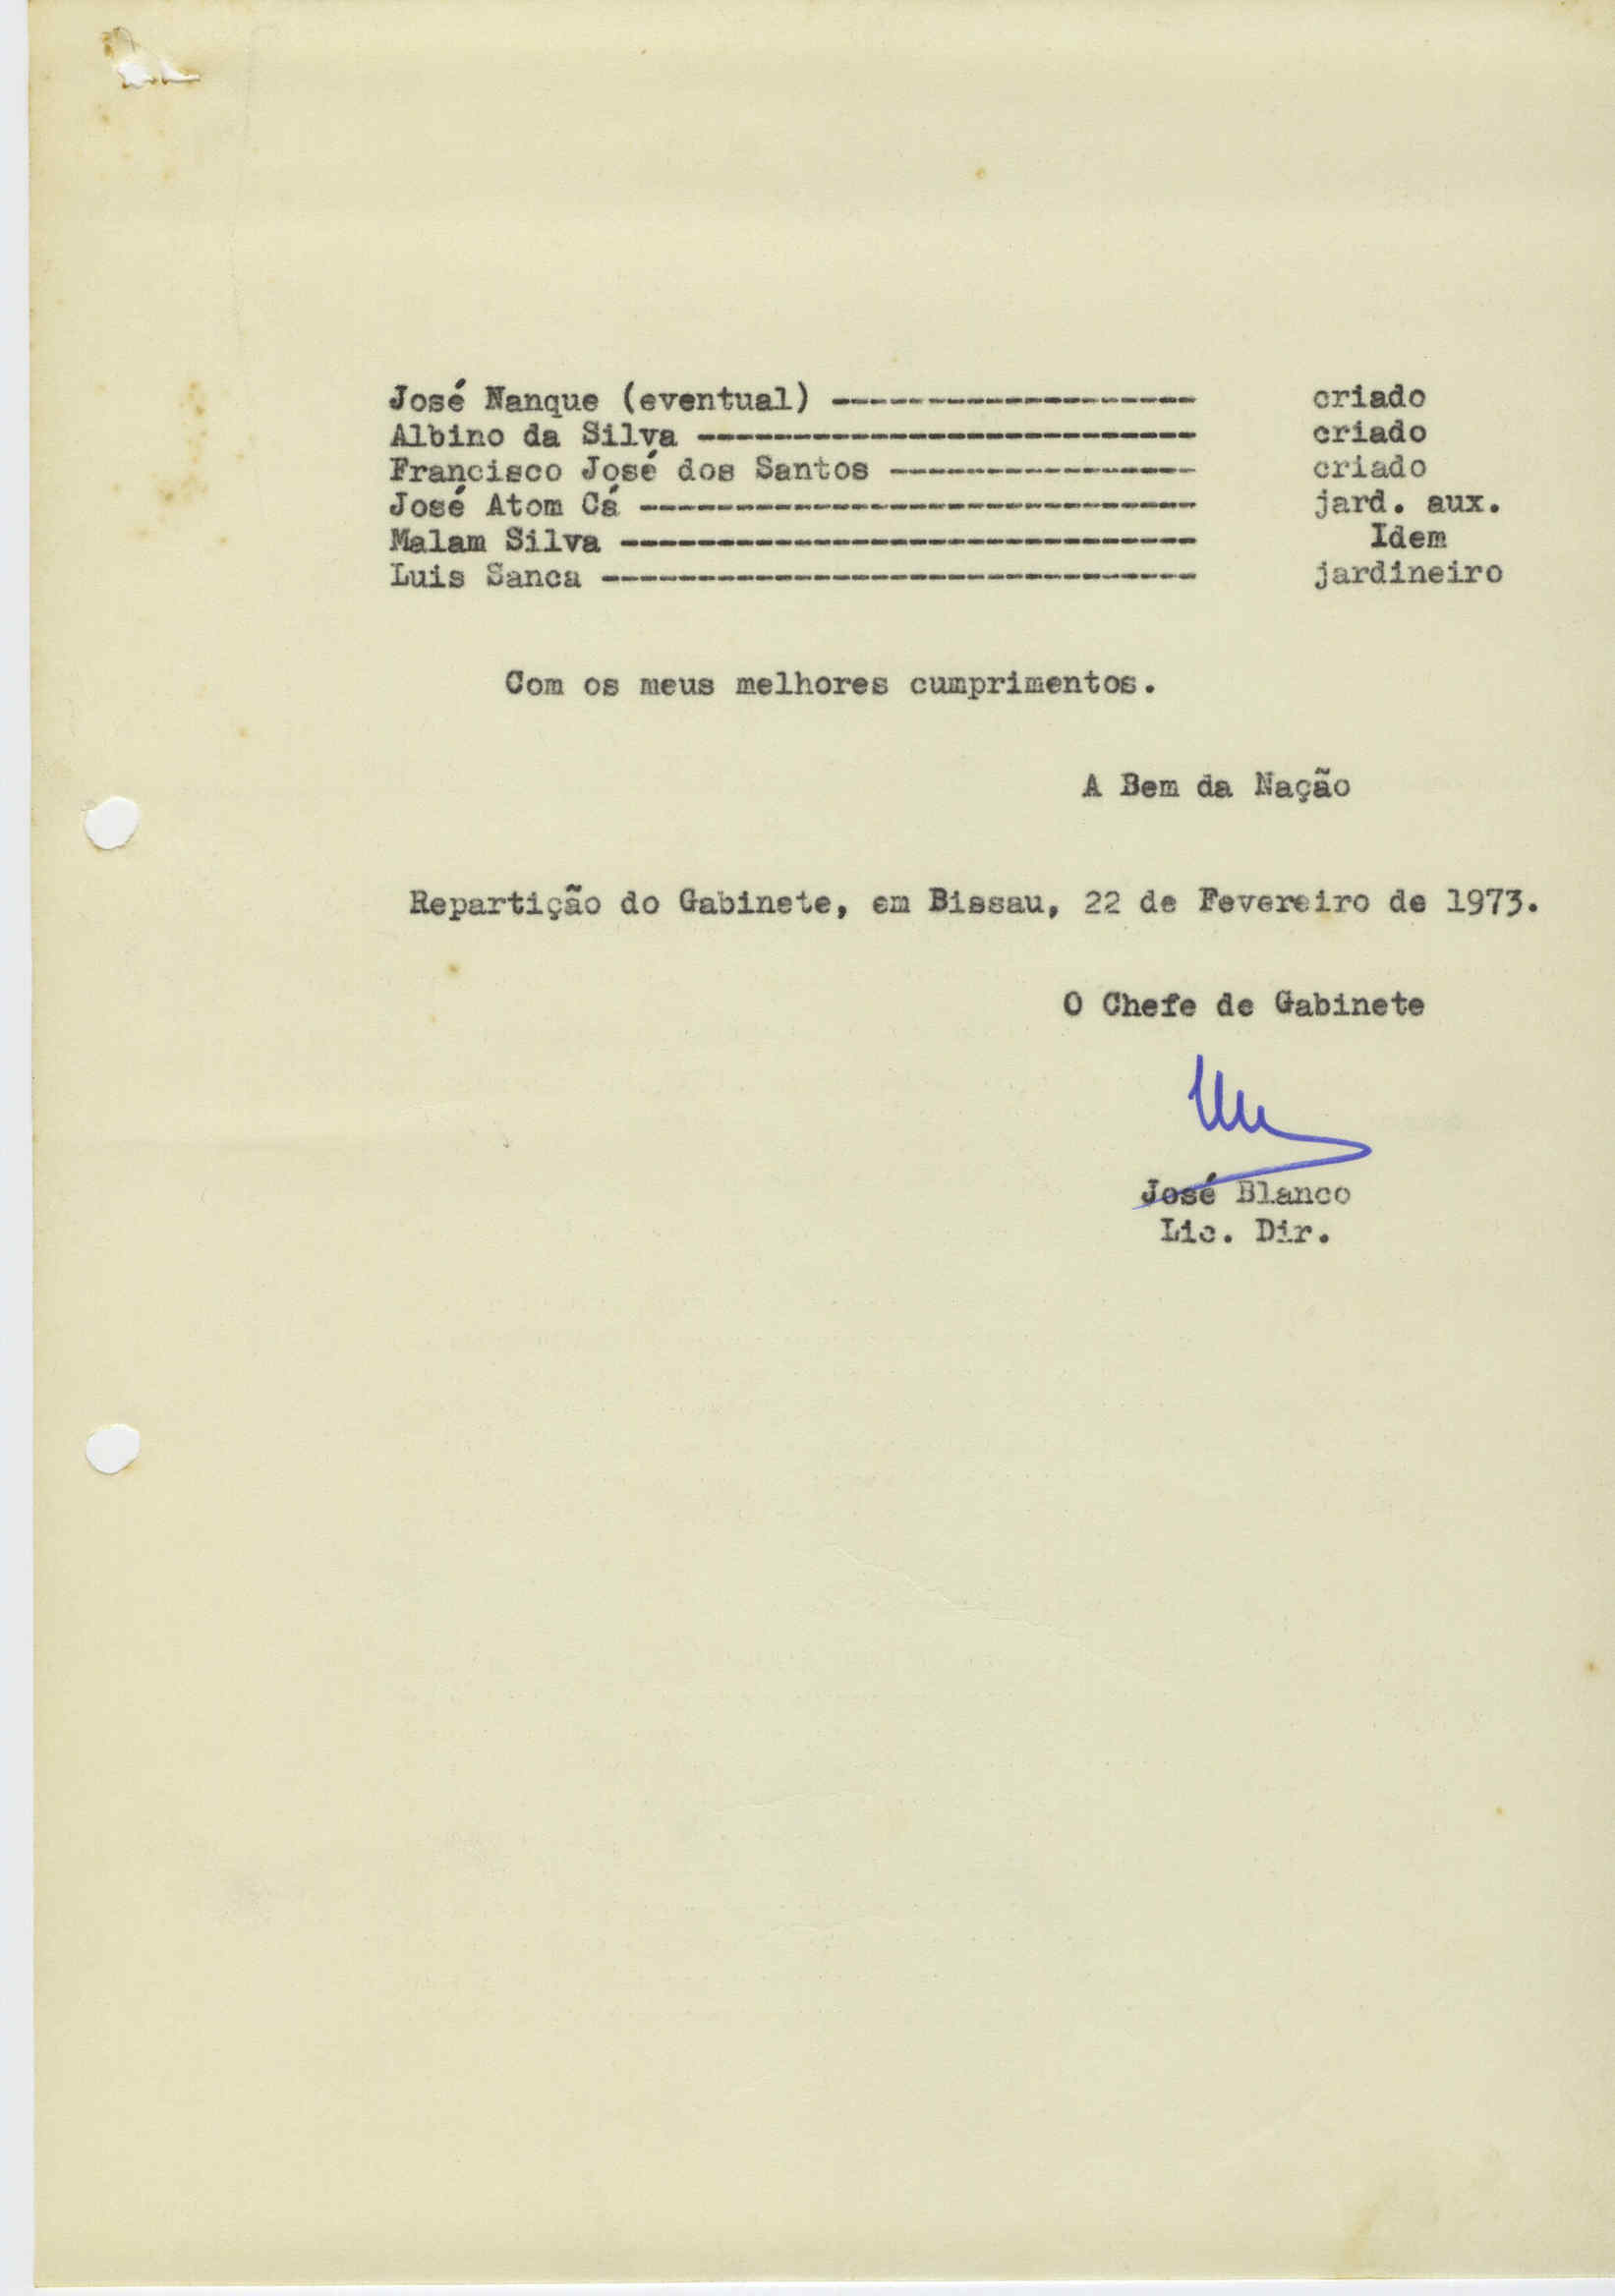 José Nanque (eventual) ------------------- criado
Albino da Silva -------------------------- criado
Francisco José dos Santos ---------------- criado
José Atom Cá ----------------------------- jard. aux.
Malam Silva ------------------------------ Idem
Luis Sanca ------------------------------- jardineiro
Com os meus melhores cumprimentos.
A Bem da Nação
Repartição do Gabinete, em Bissau, 22 de Fevereiro de 1973.
O Chefe de Gabinete
José Blanco
Lic. Dir.